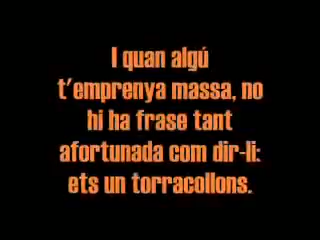 I quan algú
t'emprenya massa, no
hi ha frase tant
afortunada com dir-li:
ets un torracollons.